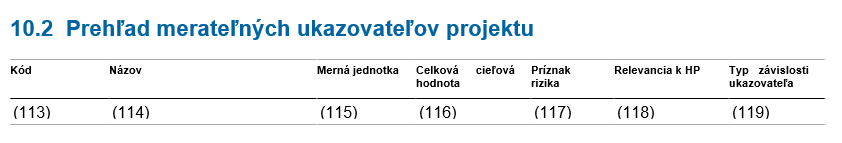 10.2 Prehľad merateľných ukazovateľov projektu
Kód Názov Merná jednotka Celková cieľová Príznak Relevancia k HP Typ závislosti
hodnota rizika ukazovateľa
(113) (114) (115) (116) (117) (118) (119)